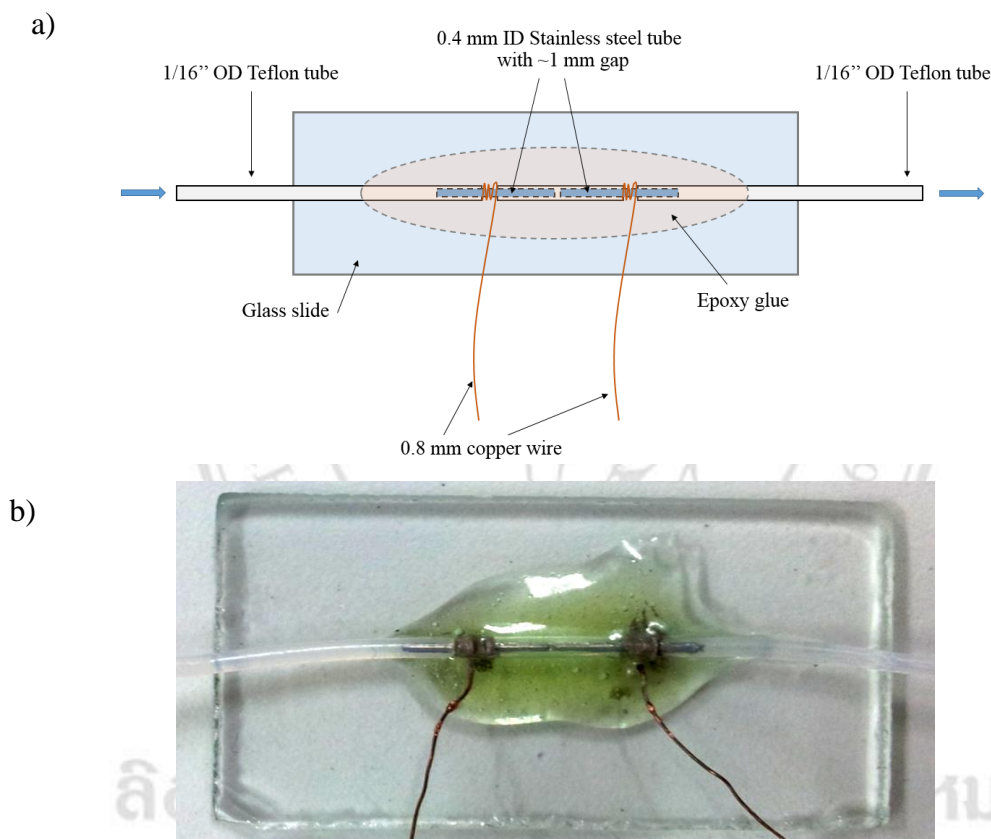 a)
0.4 mm ID Stainless steel tube
with ~1 mm gap
1/16’’ OD Teflon tube
1/16’’ OD Teflon tube
Glass slide
Epoxy glue
0.8 mm copper wire
b)